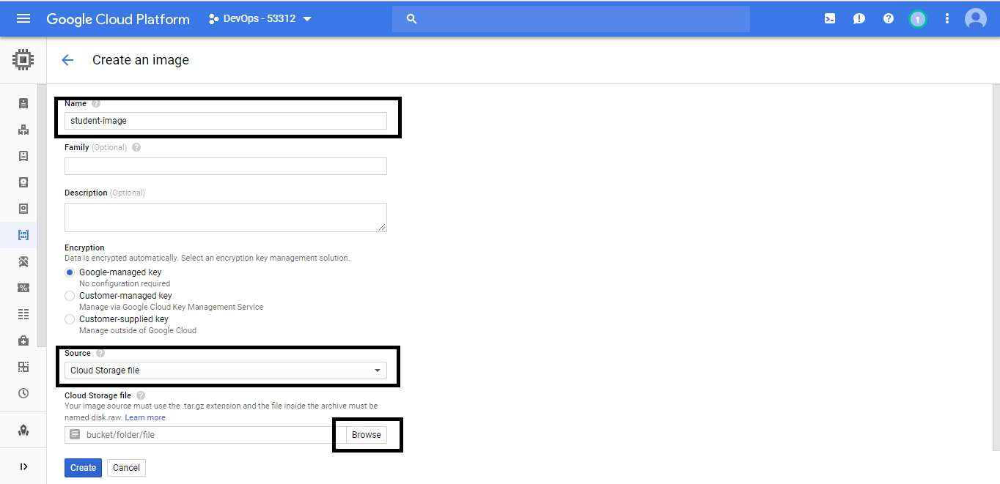 Google Cloud Platform
DevOps - 53312
1
Create an image
Name
student-image
Family (Optional)
Description (Optional)
Encryption
Data is encrypted automatically. Select an encryption key management solution.
Google-managed key
No configuration required
Customer-managed key
Manage via Google Cloud Key Management Service
Customer-supplied key
Manage outside of Google Cloud
Source
Cloud Storage file
Cloud Storage file
Your image source must use the .tar.gz extension and the file inside the archive must be
named disk.raw. Learn more
bucket/folder/file
Browse
Create
Cancel